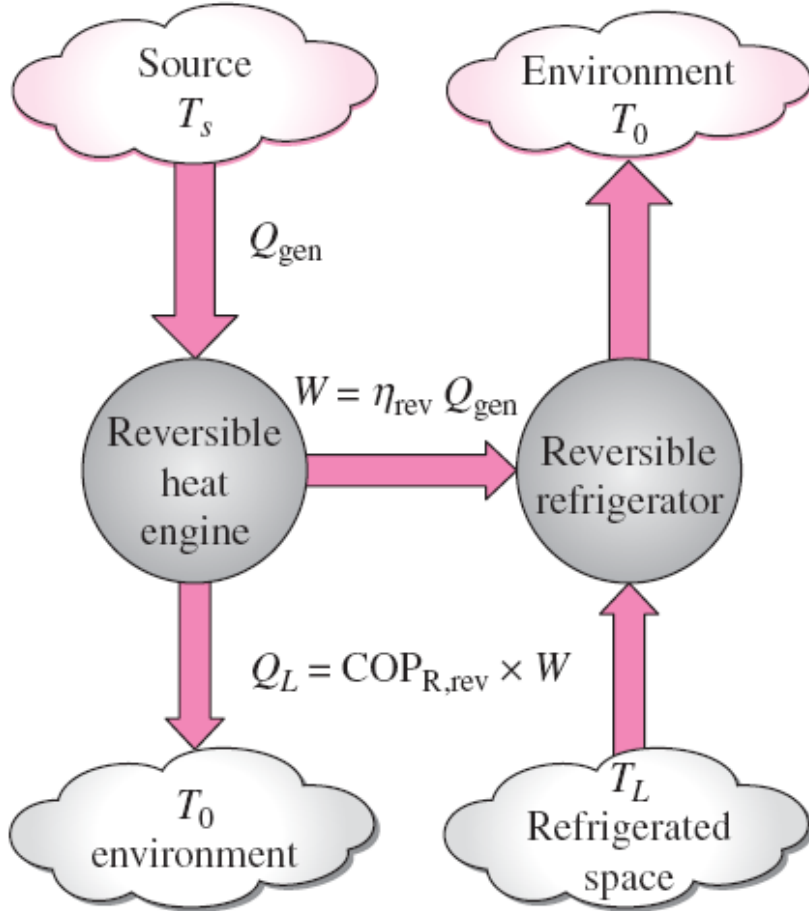 Source
T_s
Environment
T_0
Q_gen
W = η_rev Q_gen
Reversible
heat
engine
Reversible
refrigerator
Q_L = COP_R,rev × W
T_0
environment
T_L
Refrigerated
space